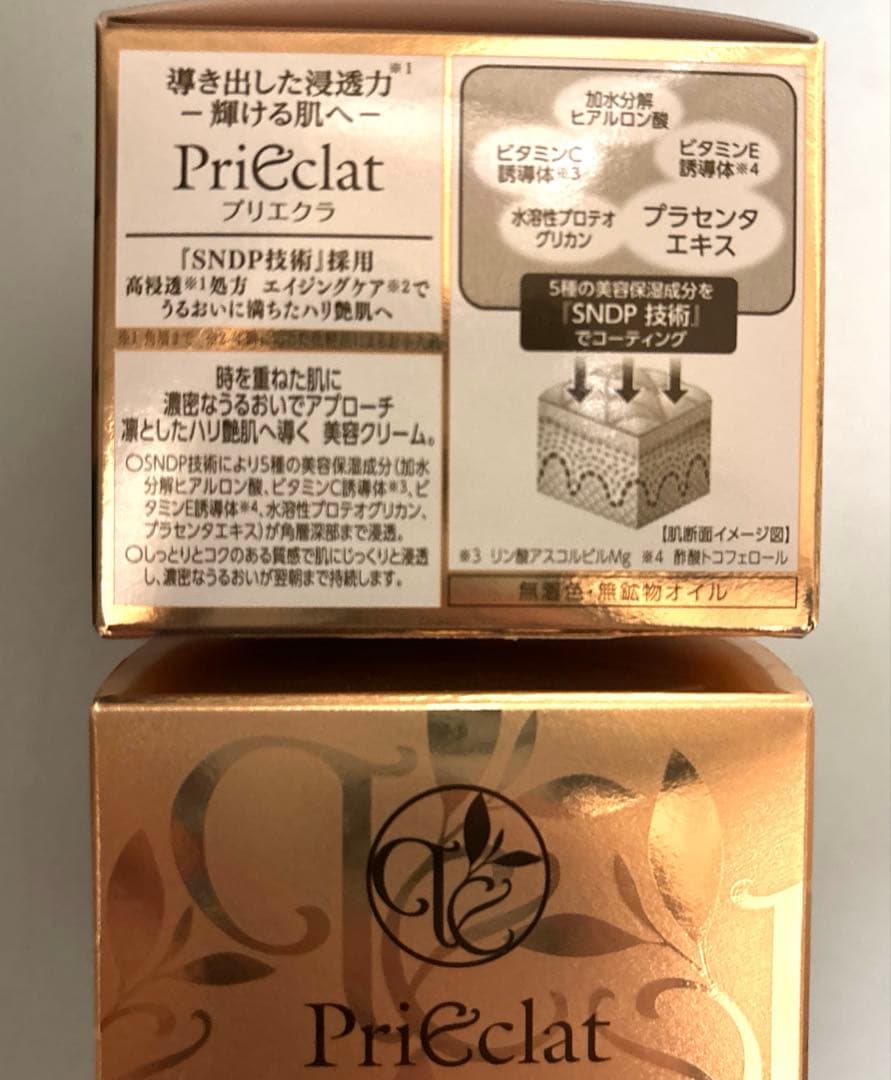 導き出した浸透力※1
－輝ける肌へ－
PriEclat
プリエクラ
『SNDP技術』採用
高浸透※1処方 エイジングケア※2で
うるおいに満ちたハリ艶肌へ
※1 角層まで ※2
時を重ねた肌に
濃密なうるおいでアプローチ
凛としたハリ艶肌へ導く 美容クリーム。
○SNDP技術により5種の美容保湿成分（加水
分解ヒアルロン酸、ビタミンC誘導体※3、ビ
タミンE誘導体※4、水溶性プロテオグリカン、
プラセンタエキス）が角層深部まで浸透。
○しっとりとコクのある質感で肌にじっくりと浸透
し、濃密なうるおいが翌朝まで持続します。
加水分解
ヒアルロン酸
ビタミンC
誘導体※3
ビタミンE
誘導体※4
水溶性プロテオ
グリカン
プラセンタ
エキス
5種の美容保湿成分を
『SNDP 技術』
でコーティング
【肌断面イメージ図】
※3 リン酸アスコルビルMg ※4 酢酸トコフェロール
無着色・無鉱物オイル
PriEclat